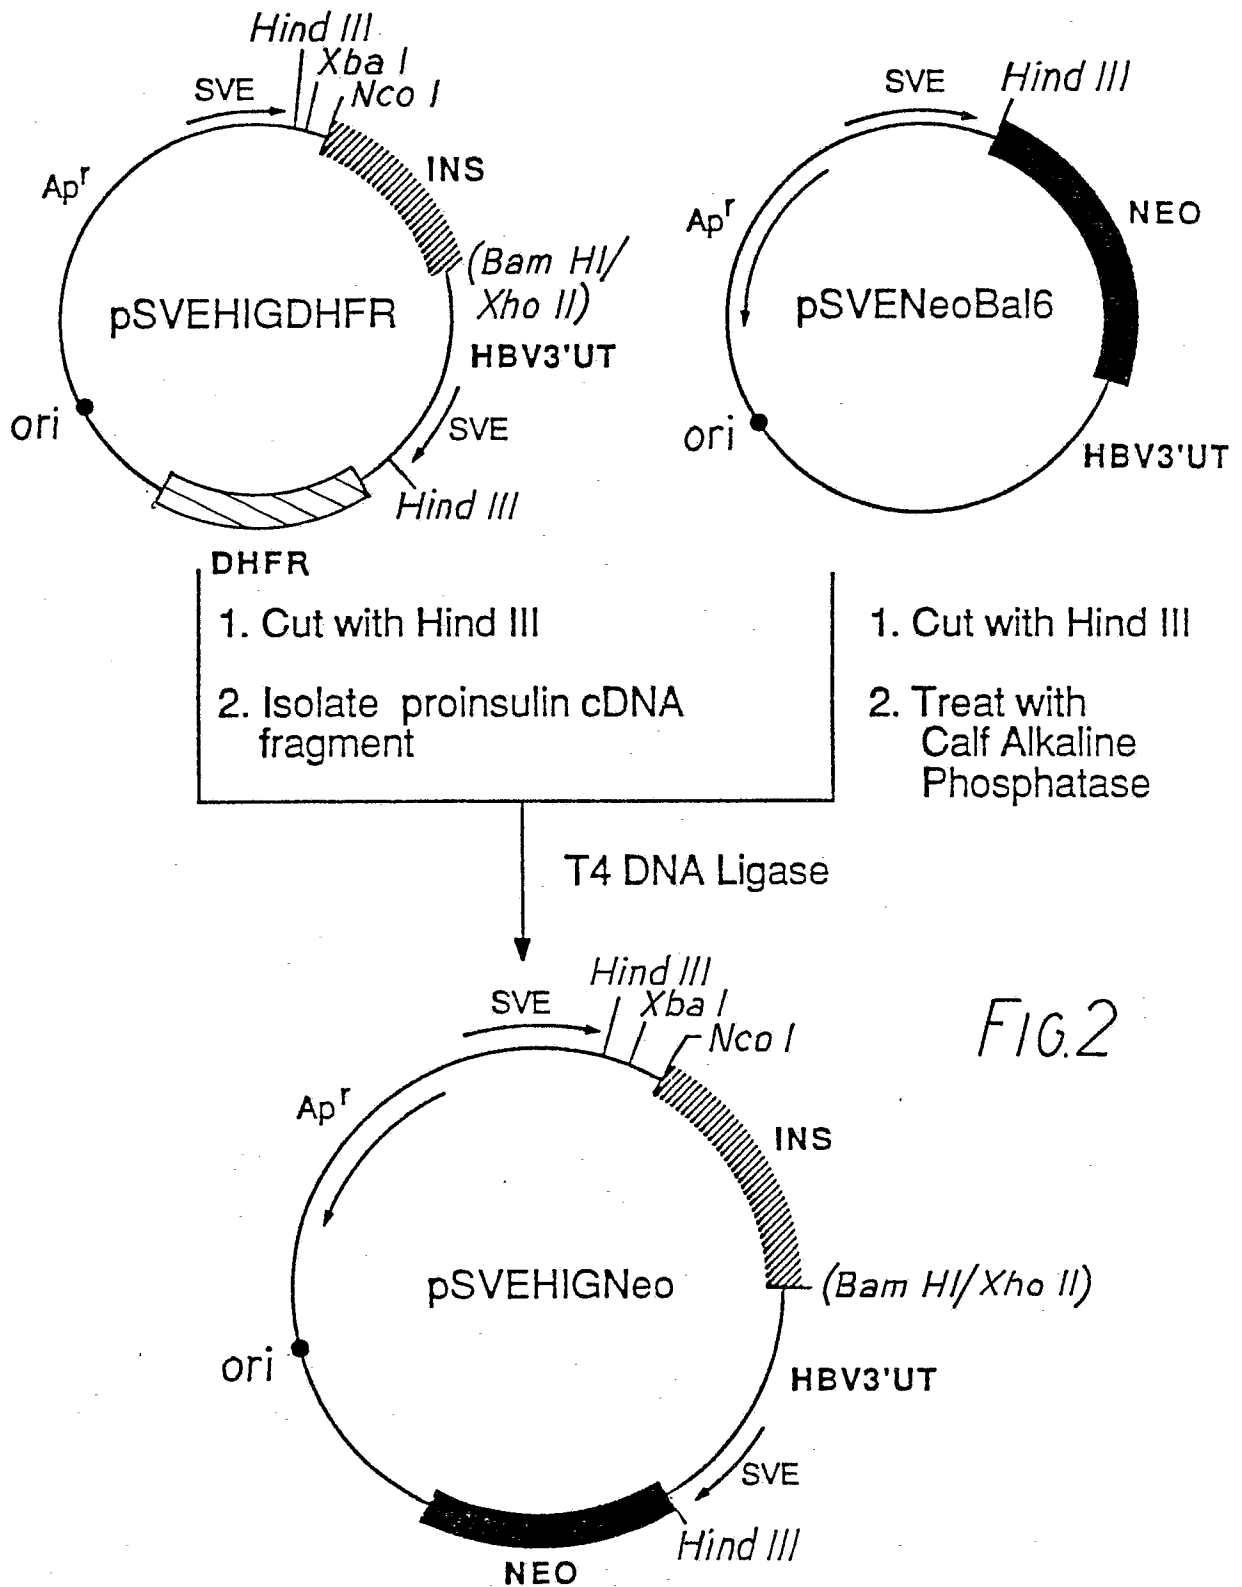 Hind III
Xba I
Nco I
SVE
INS
Apr
(Bam HI/
Xho II)
pSVEHIGDHFR
HBV3'UT
SVE
ori
Hind III
DHFR
SVE
Hind III
NEO
Apr
pSVENeoBal6
ori
HBV3'UT
1. Cut with Hind III
2. Isolate proinsulin cDNA
fragment
1. Cut with Hind III
2. Treat with
Calf Alkaline
Phosphatase
T4 DNA Ligase
Hind III
SVE
Xba I
Nco I
FIG.2
Apr
INS
pSVEHIGNeo
(Bam HI/Xho II)
ori
HBV3'UT
SVE
Hind III
NEO